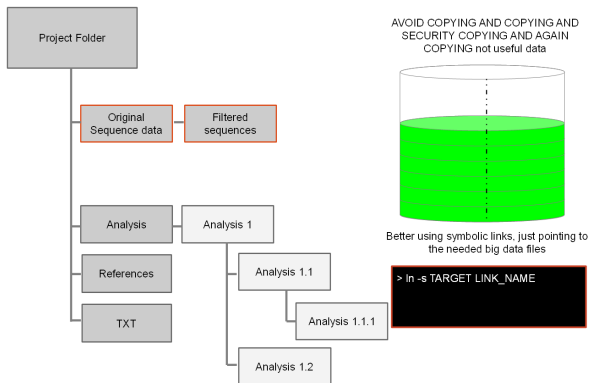 Project Folder
Original
Sequence data
Filtered
sequences
Analysis
Analysis 1
References
Analysis 1.1
TXT
Analysis 1.1.1
Analysis 1.2
AVOID COPYING AND COPYING AND
SECURITY COPYING AND AGAIN
COPYING not useful data
Better using symbolic links, just pointing to
the needed big data files
> ln -s TARGET LINK_NAME